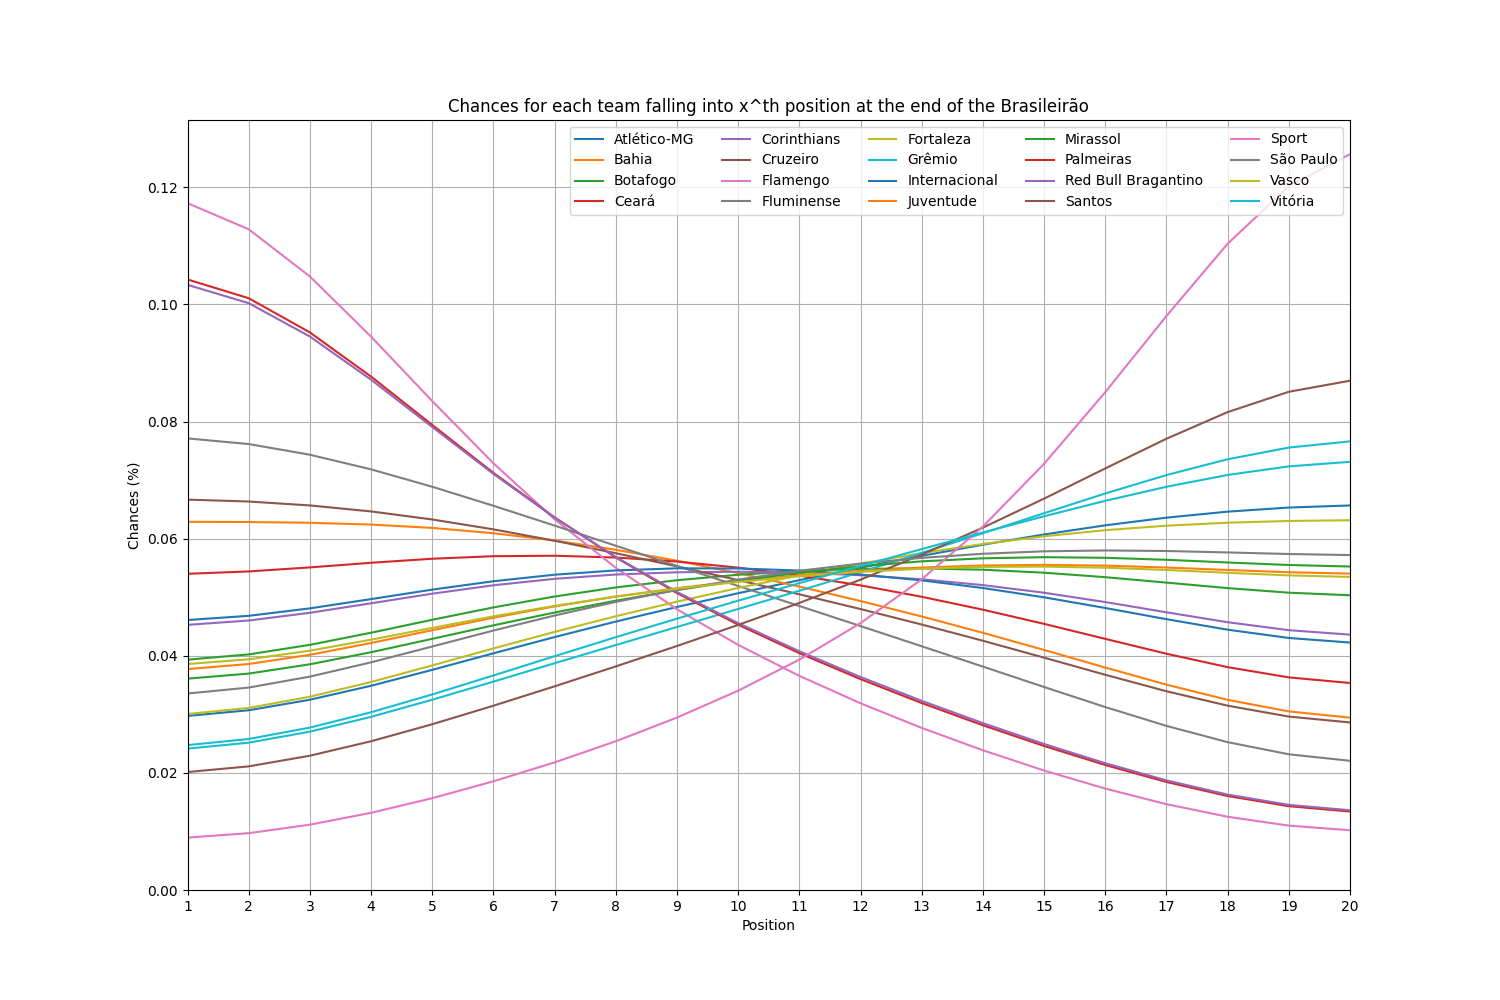 Chances for each team falling into x^th position at the end of the Brasileirão
Atlético-MG Corinthians Fortaleza Mirassol Sport
Bahia Cruzeiro Grêmio Palmeiras São Paulo
Botafogo Flamengo Internacional Red Bull Bragantino Vasco
Ceará Fluminense Juventude Santos Vitória
Chances (%)
0.12
0.10
0.08
0.06
0.04
0.02
0.00
1 2 3 4 5 6 7 8 9 10 11 12 13 14 15 16 17 18 19 20
Position